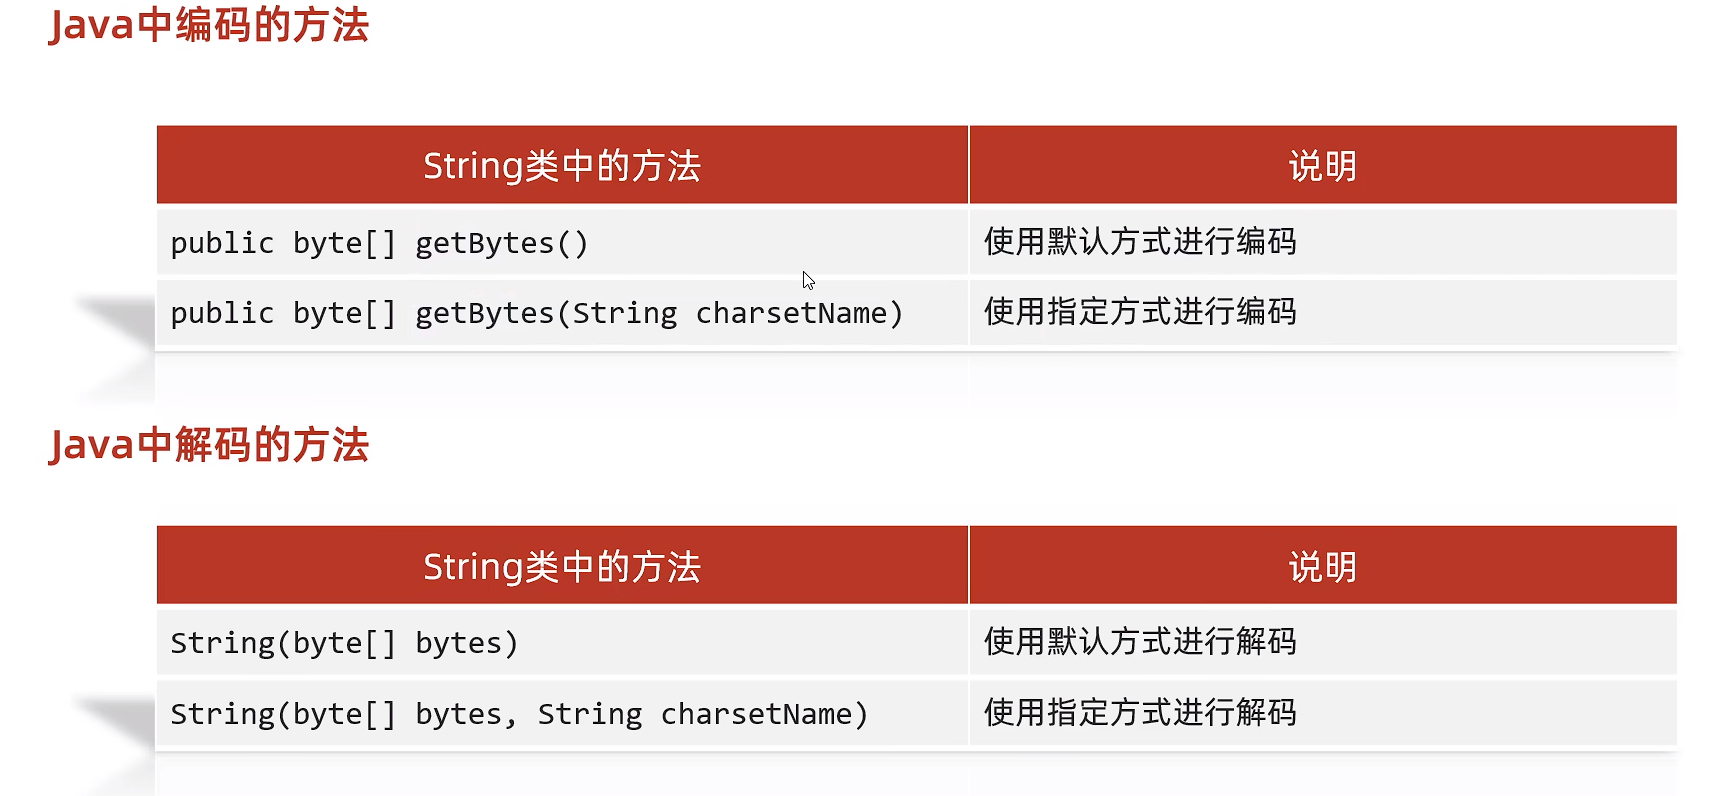 Java中编码的方法
String类中的方法 说明
public byte[] getBytes() 使用默认方式进行编码
public byte[] getBytes(String charsetName) 使用指定方式进行编码
Java中解码的方法
String类中的方法 说明
String(byte[] bytes) 使用默认方式进行解码
String(byte[] bytes, String charsetName) 使用指定方式进行解码